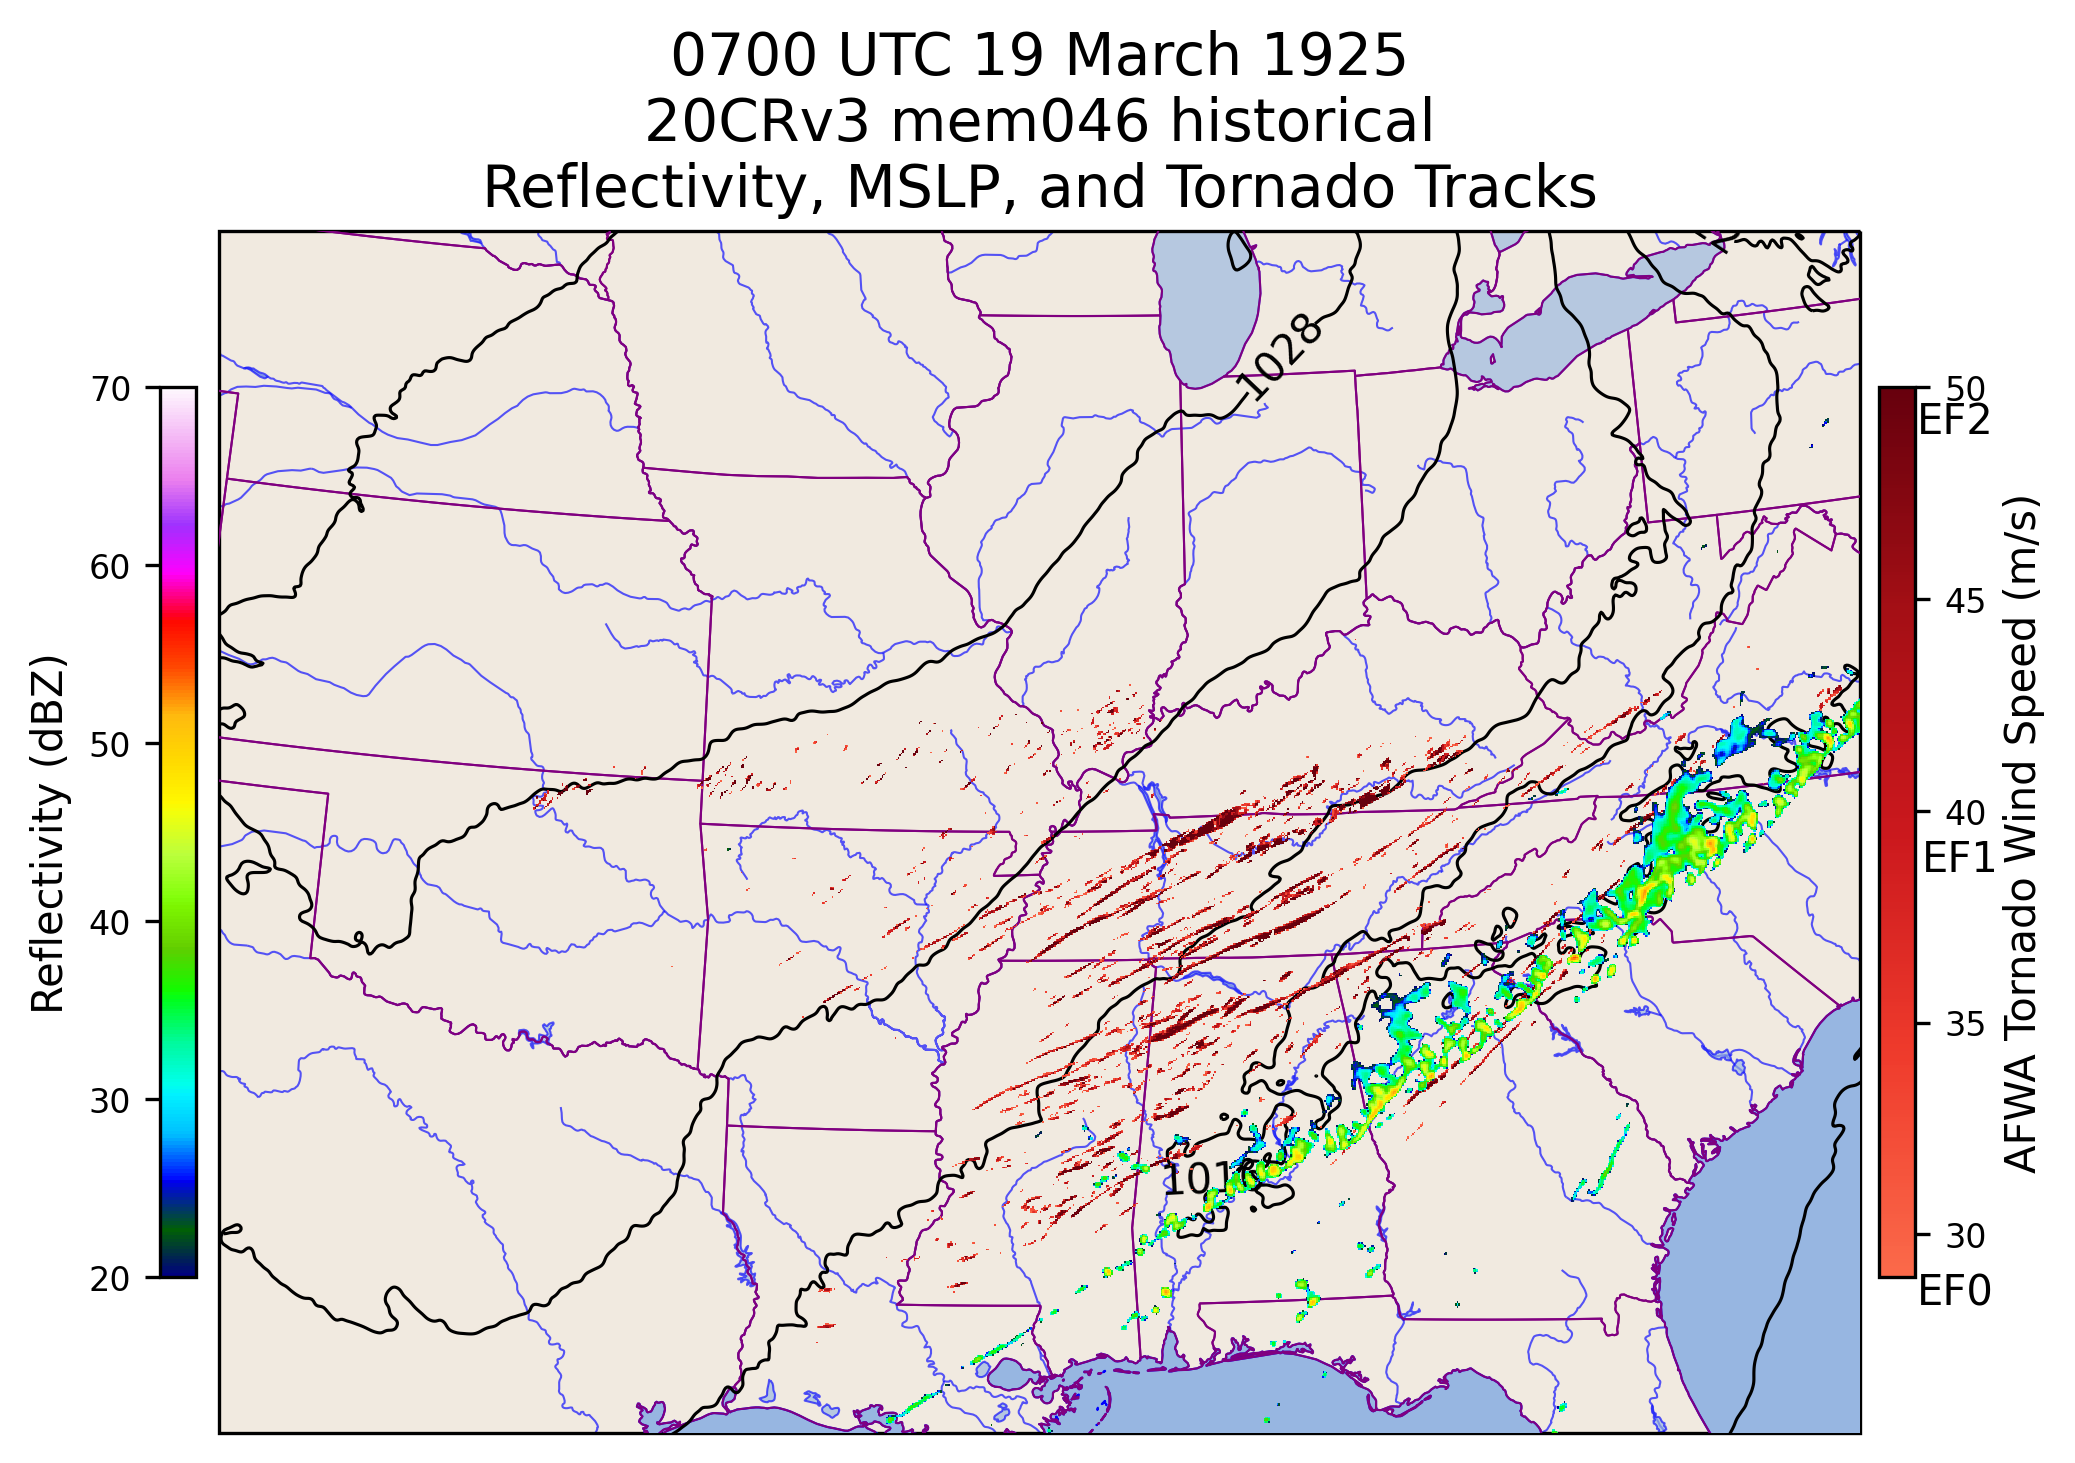 0700 UTC 19 March 1925
20CRv3 mem046 historical
Reflectivity, MSLP, and Tornado Tracks
Reflectivity (dBZ)
70
60
50
40
30
20
1028
50
EF2
45
40
EF1
35
30
EF0
AFWA Tornado Wind Speed (m/s)